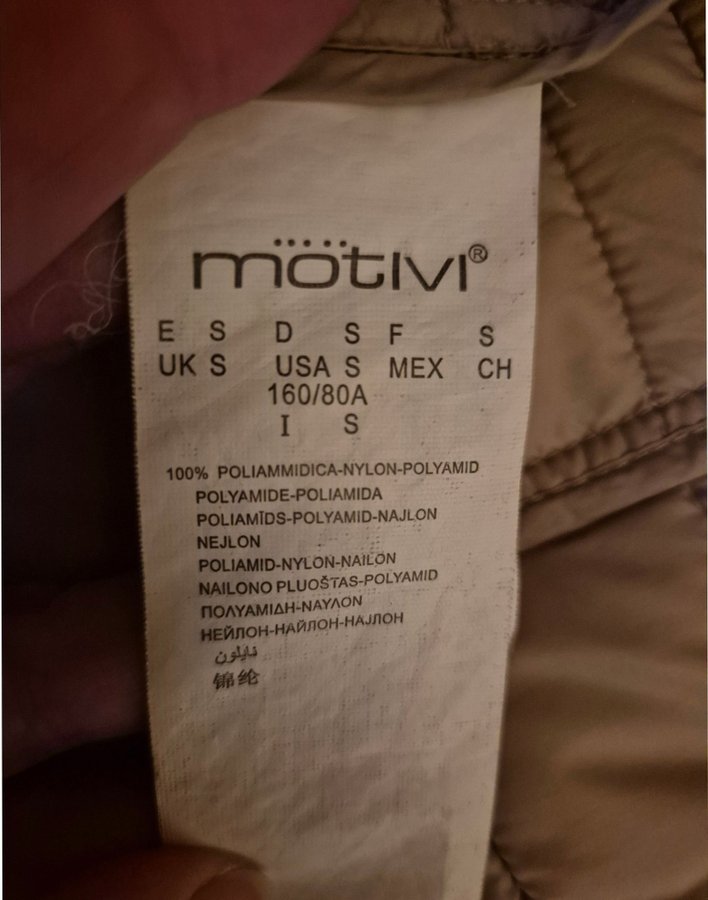 mötivi®
E S D S F S
UK S USA S MEX CH
160/80A
I S
100% POLIAMMIDICA-NYLON-POLYAMID
POLYAMIDE-POLIAMIDA
POLIAMĪDS-POLYAMID-NAJLON
NEJLON
POLIAMID-NYLON-NAILON
NAILONO PLUOŠTAS-POLYAMID
ΠΟΛΥΑΜΙΔΗ-ΝΑΥΛΟΝ
НЕЙЛОН-НАЙЛОН-НАЈЛОН
نايلون
锦纶